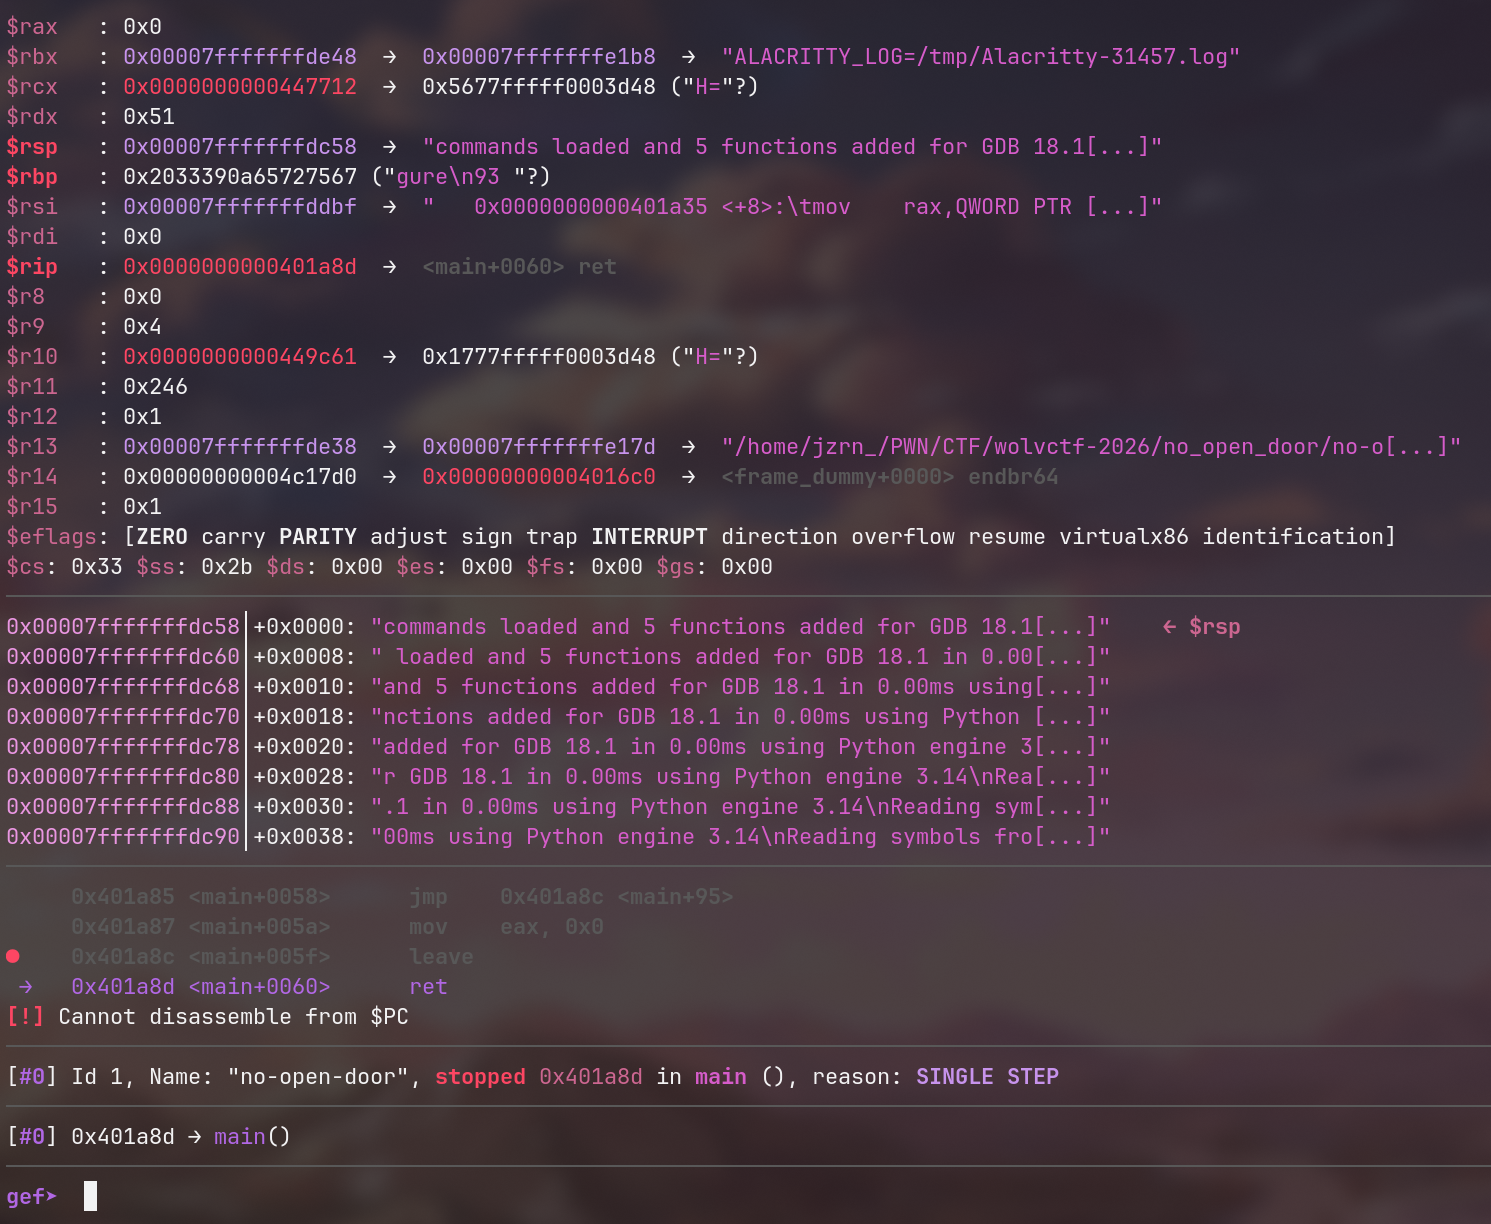 $rax   : 0x0
$rbx   : 0x00007fffffffde48  →  0x00007fffffffe1b8  →  "ALACRITTY_LOG=/tmp/Alacritty-31457.log"
$rcx   : 0x0000000000447712  →  0x5677fffff0003d48 ("H="?)
$rdx   : 0x51
$rsp   : 0x00007fffffffdc58  →  "commands loaded and 5 functions added for GDB 18.1[...]"
$rbp   : 0x2033390a65727567 ("gure\n93 "?)
$rsi   : 0x00007fffffffddbf  →  "   0x0000000000401a35 <+8>:\tmov    rax,QWORD PTR [...]"
$rdi   : 0x0
$rip   : 0x0000000000401a8d  →  <main+0060> ret
$r8    : 0x0
$r9    : 0x4
$r10   : 0x0000000000449c61  →  0x1777fffff0003d48 ("H="?)
$r11   : 0x246
$r12   : 0x1
$r13   : 0x00007fffffffde38  →  0x00007fffffffe17d  →  "/home/jzrn_/PWN/CTF/wolvctf-2026/no_open_door/no-o[...]"
$r14   : 0x00000000004c17d0  →  0x00000000004016c0  →  <frame_dummy+0000> endbr64
$r15   : 0x1
$eflags: [ZERO carry PARITY adjust sign trap INTERRUPT direction overflow resume virtualx86 identification]
$cs: 0x33 $ss: 0x2b $ds: 0x00 $es: 0x00 $fs: 0x00 $gs: 0x00
0x00007fffffffdc58│+0x0000: "commands loaded and 5 functions added for GDB 18.1[...]"    ← $rsp
0x00007fffffffdc60│+0x0008: " loaded and 5 functions added for GDB 18.1 in 0.00[...]"
0x00007fffffffdc68│+0x0010: "and 5 functions added for GDB 18.1 in 0.00ms using[...]"
0x00007fffffffdc70│+0x0018: "nctions added for GDB 18.1 in 0.00ms using Python [...]"
0x00007fffffffdc78│+0x0020: "added for GDB 18.1 in 0.00ms using Python engine 3[...]"
0x00007fffffffdc80│+0x0028: "r GDB 18.1 in 0.00ms using Python engine 3.14\nRea[...]"
0x00007fffffffdc88│+0x0030: ".1 in 0.00ms using Python engine 3.14\nReading sym[...]"
0x00007fffffffdc90│+0x0038: "00ms using Python engine 3.14\nReading symbols fro[...]"
     0x401a85 <main+0058>      jmp    0x401a8c <main+95>
     0x401a87 <main+005a>      mov    eax, 0x0
●    0x401a8c <main+005f>      leave
 →   0x401a8d <main+0060>      ret
[!] Cannot disassemble from $PC
[#0] Id 1, Name: "no-open-door", stopped 0x401a8d in main (), reason: SINGLE STEP
[#0] 0x401a8d → main()
gef➤